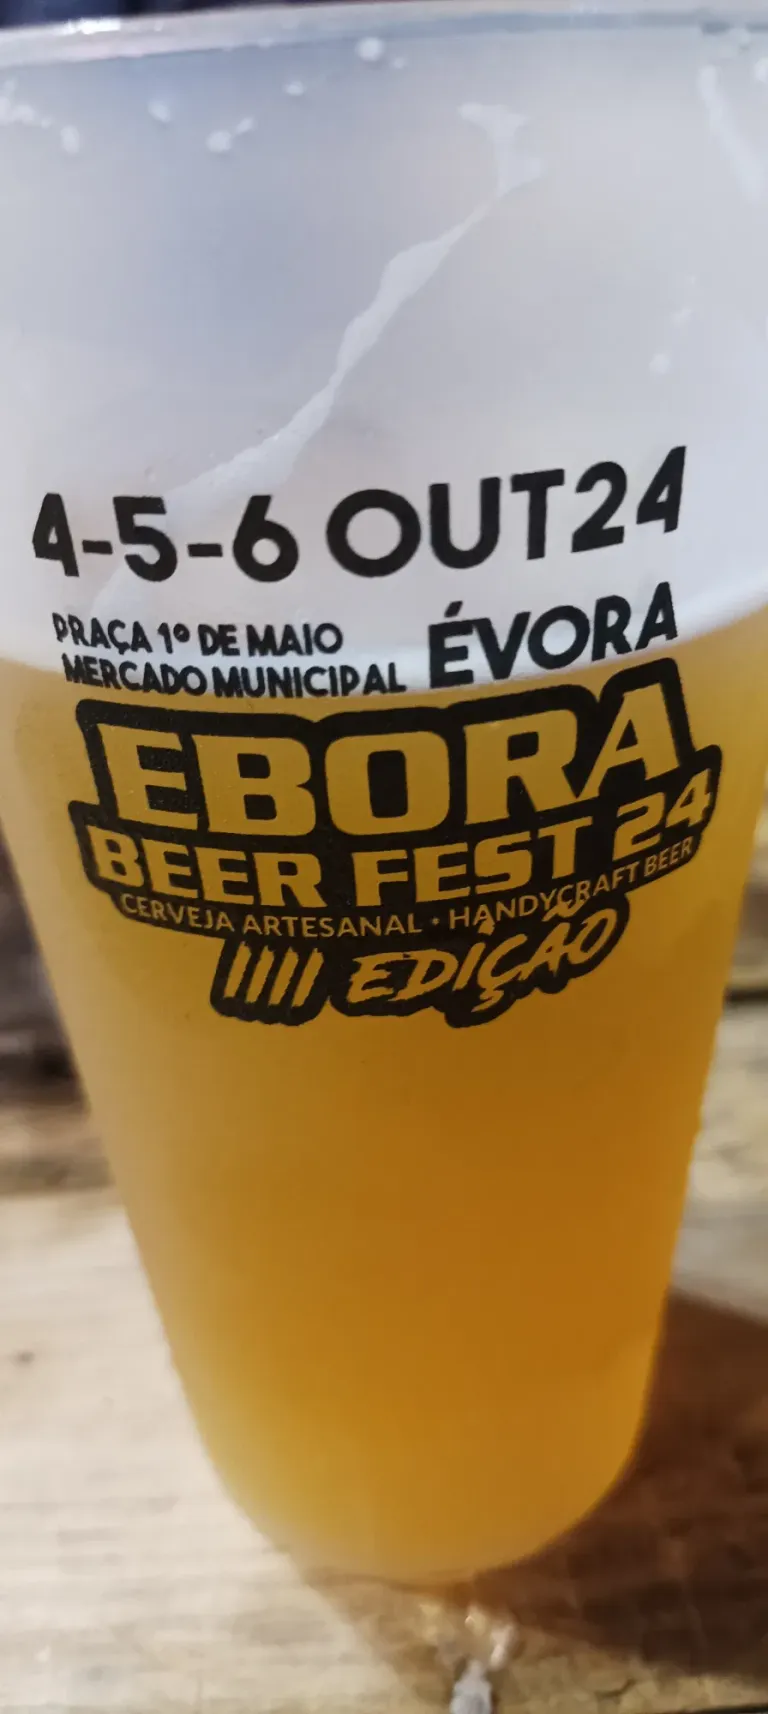 4-5-6 OUT24
PRAÇA 1º DE MAIO
MERCADO MUNICIPAL ÉVORA
EBORA
BEER FEST 24
CERVEJA ARTESANAL • HANDYCRAFT BEER
IIII EDIÇÃO